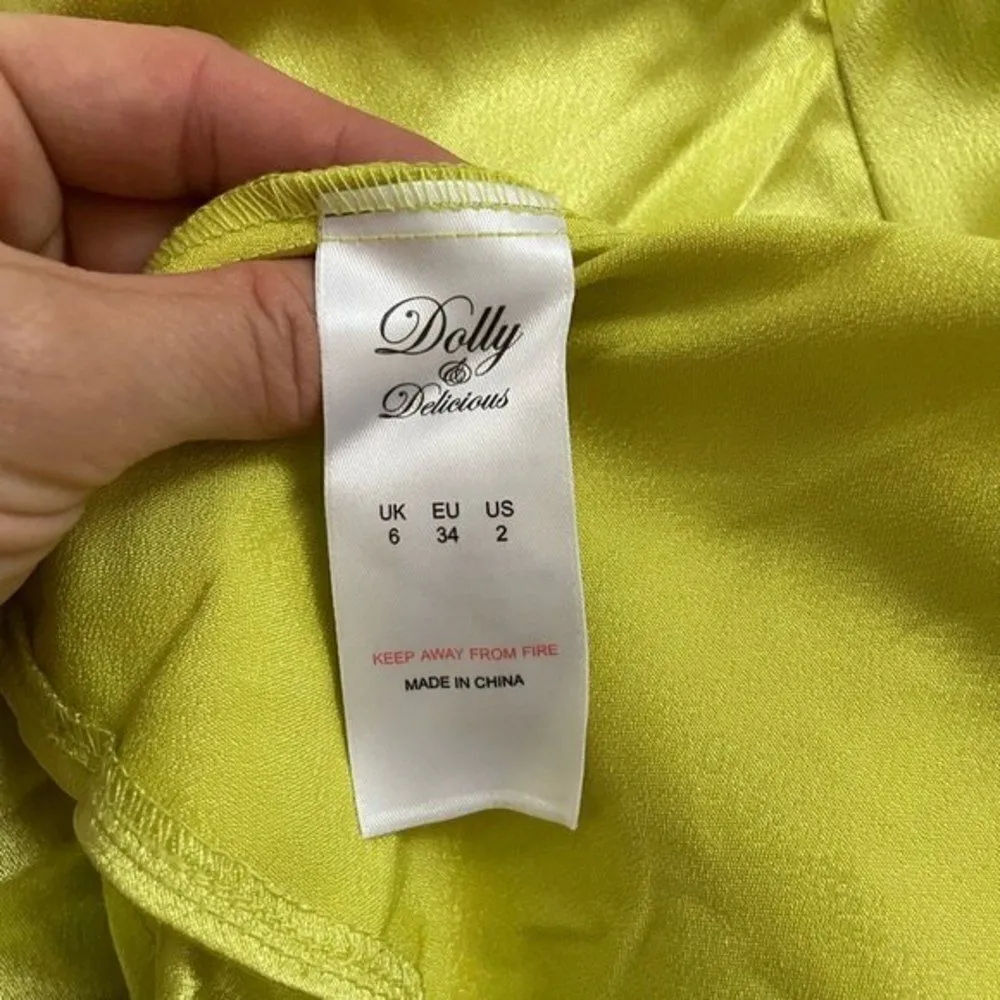 Dolly
&
Delicious
UK EU US
6 34 2
KEEP AWAY FROM FIRE
MADE IN CHINA